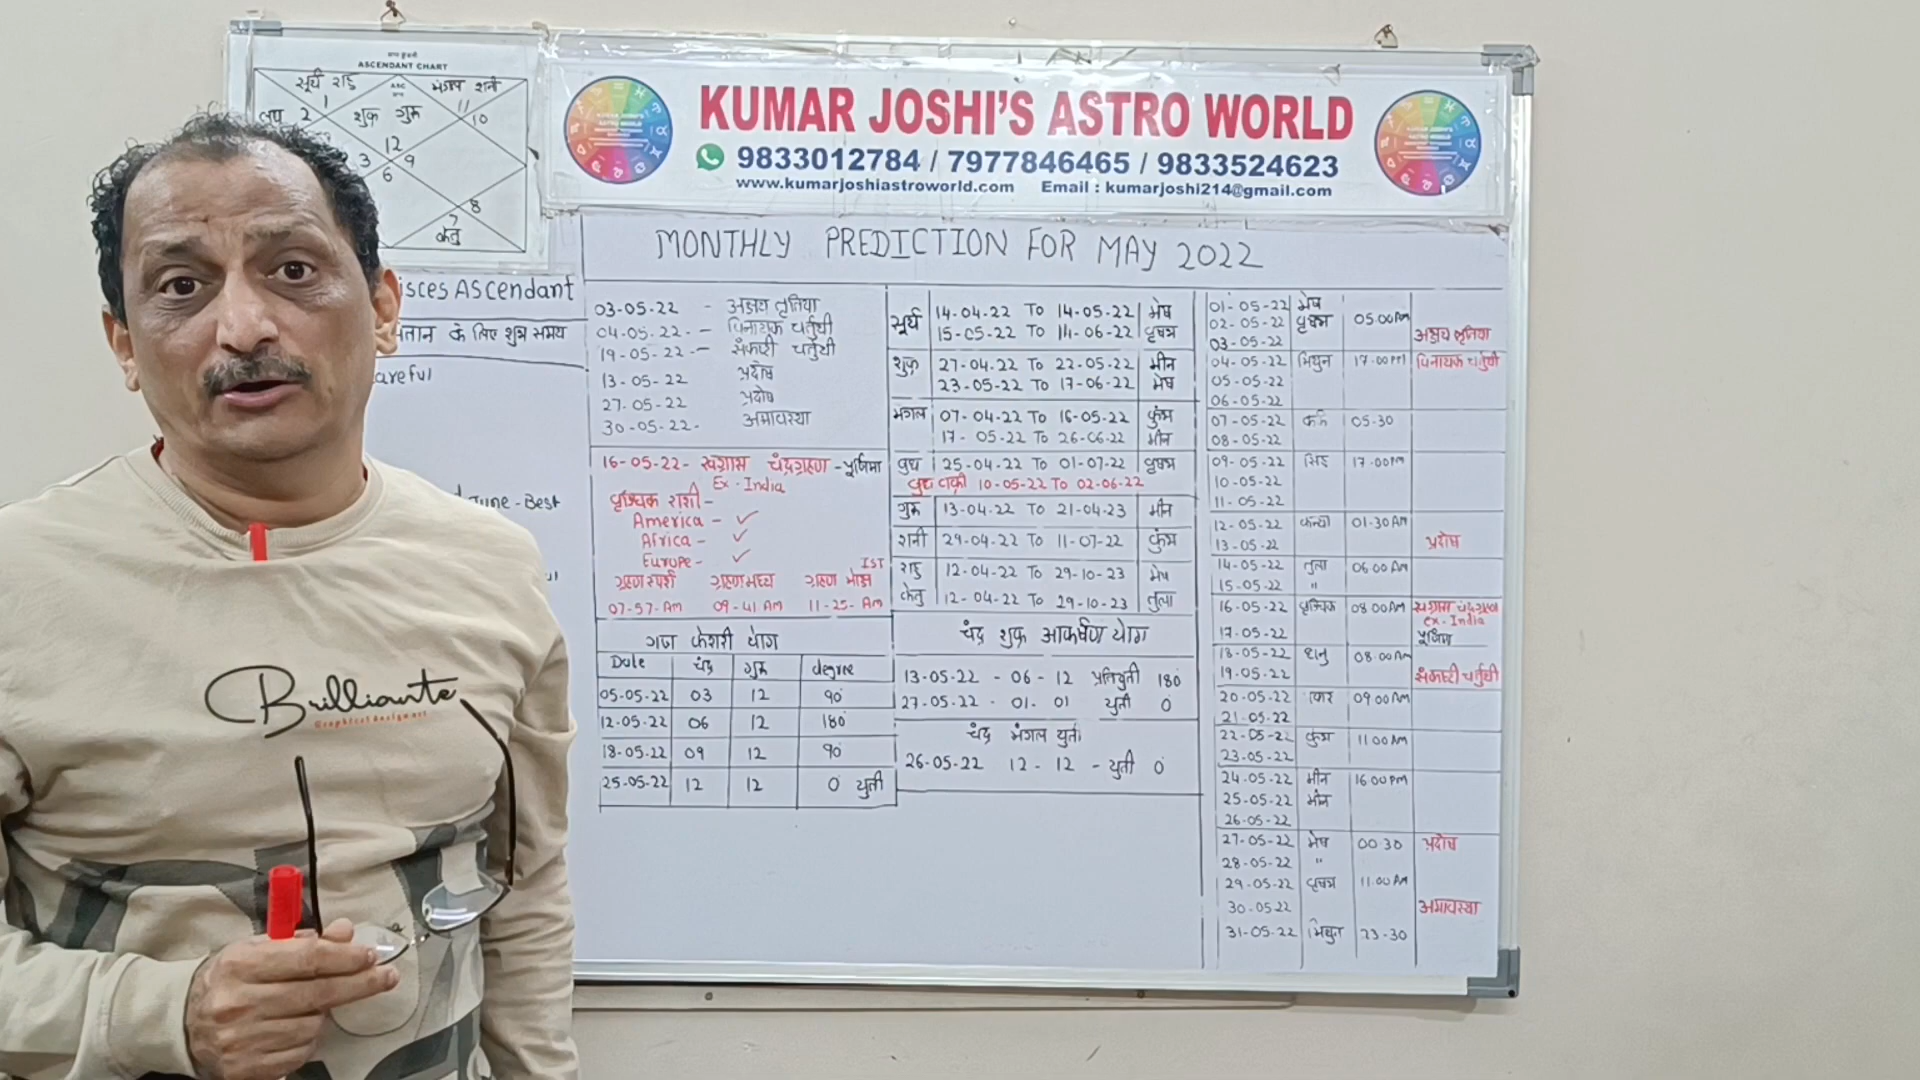 ASCENDANT CHART
सूर्य राहु
ASC
मंगल शनी
1
11
लग्न 2
शुक्र गुरू
10
12
3
9
6
8
7
केतु
KUMAR JOSHI'S ASTRO WORLD
9833012784 / 7977846465 / 9833524623
www.kumarjoshiastroworld.com Email : kumarjoshi214@gmail.com
MONTHLY PREDICTION FOR MAY 2022
isces Ascendant
के लिए शुभ समय
areful
June - Best
03-05-22 - अक्षय तृतिया
04-05-22 - विनायक चर्तुथी
19-05-22 - संकष्टी चर्तुथी
13-05-22 प्रदोष
27-05-22 प्रदोष
30-05-22- अमावस्या
16-05-22- खग्रास चंद्रग्रहण - पूर्णिमा
Ex - India
वृश्चिक राशी -
America - ✓
Africa - ✓
Europe - ✓
IST
ग्रहण स्पर्श ग्रहण मध्य ग्रहण मोक्ष
07-57-Am 09-41 AM 11-25- Am
गज केशरी योग
Date चंद्र गुरू degree
05-05-22 03 12 90°
12-05-22 06 12 180°
18-05-22 09 12 90°
25-05-22 12 12 0° युती
सूर्य 14-04-22 TO 14-05-22 मेष
15-05-22 TO 14-06-22 वृषभ
शुक्र 27-04-22 TO 22-05-22 मीन
23-05-22 TO 17-06-22 मेष
मंगल 07-04-22 TO 16-05-22 कुंभ
17-05-22 TO 26-06-22 मीन
बुध 25-04-22 TO 01-07-22 वृषभ
बुध वक्री 10-05-22 TO 02-06-22
गुरू 13-04-22 TO 21-04-23 मीन
शनी 29-04-22 TO 11-07-22 कुंभ
राहु 12-04-22 TO 29-10-23 मेष
केतु 12-04-22 TO 29-10-23 तुला
चंद्र शुक्र आकर्षण योग
13-05-22 - 06 - 12 प्रतियुती 180
27-05-22 - 01 - 01 युती 0°
चंद्र मंगल युती
26-05-22 12 - 12 - युती 0°
01-05-22 मेष
02-05-22 वृषभ 05:00AM
03-05-22 अक्षय तृतिया
04-05-22 मिथुन 17:00PM विनायक चर्तुथी
05-05-22
06-05-22
07-05-22 कर्क 05-30
08-05-22
09-05-22 सिंह 17:00PM
10-05-22
11-05-22
12-05-22 कन्या 01-30 AM
13-05-22 प्रदोष
14-05-22 तुला 06:00 AM
15-05-22 "
16-05-22 वृश्चिक 08:00AM खग्रास चंद्रग्रहण
Ex - India
17-05-22 पूर्णिमा
18-05-22 धनु 08:00AM
19-05-22 संकष्टी चर्तुथी
20-05-22 मकर 09:00AM
21-05-22
22-05-22 कुंभ 11:00AM
23-05-22
24-05-22 मीन 16:00PM
25-05-22 मीन
26-05-22
27-05-22 मेष 00:30 प्रदोष
28-05-22 "
29-05-22 वृषभ 11:00 AM
30-05-22 अमावस्या
31-05-22 मिथुन 23-30
Brilliante
Graphical design art